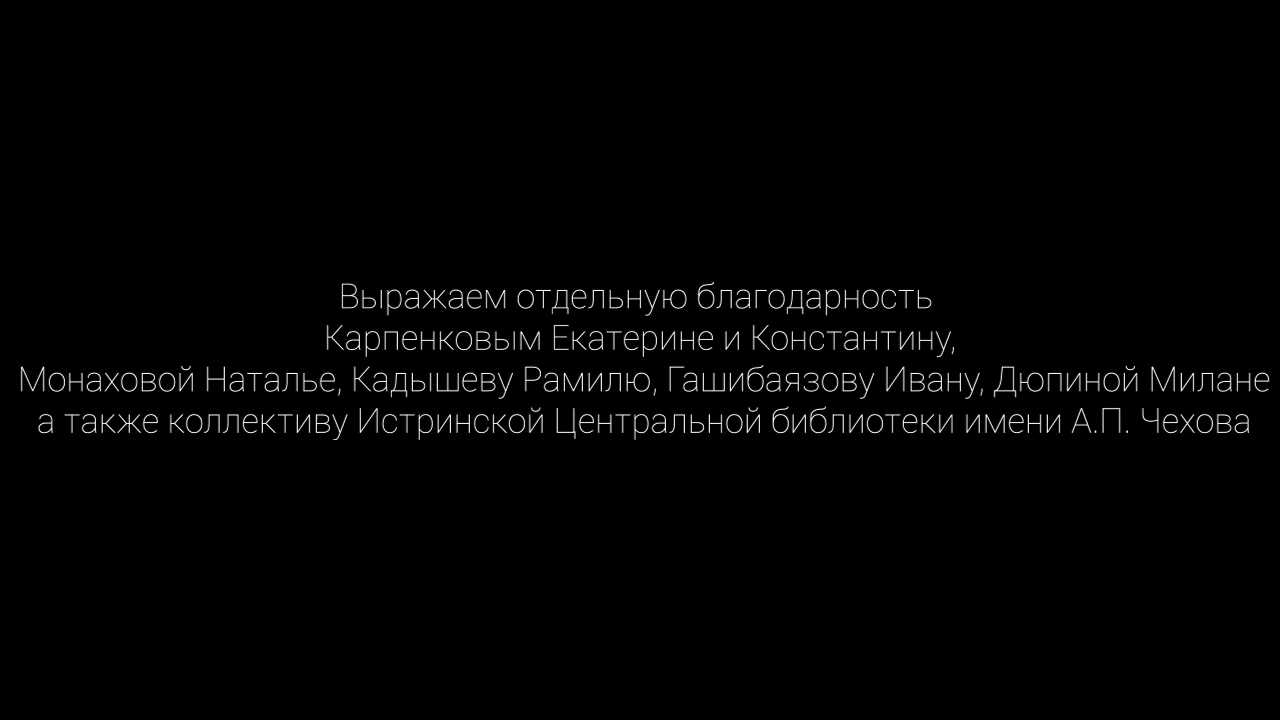 Выражаем отдельную благодарность
Карпенковым Екатерине и Константину,
Монаховой Наталье, Кадышеву Рамилю, Гашибаязову Ивану, Дюпиной Милане
а также коллективу Истринской Центральной библиотеки имени А.П. Чехова